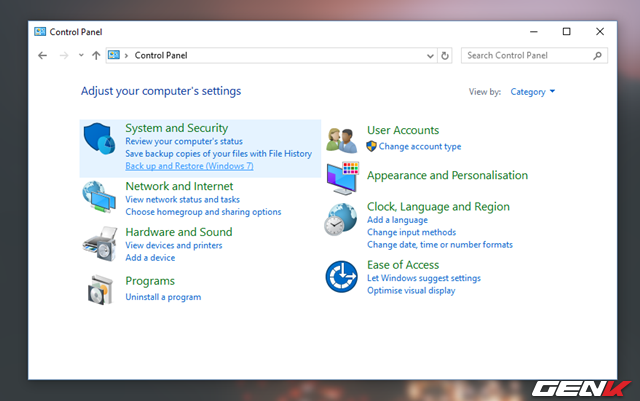 Control Panel
Control Panel
Search Control Panel
Adjust your computer's settings
View by:
Category
System and Security
Review your computer's status
Save backup copies of your files with File History
Back up and Restore (Windows 7)
Network and Internet
View network status and tasks
Choose homegroup and sharing options
Hardware and Sound
View devices and printers
Add a device
Programs
Uninstall a program
User Accounts
Change account type
Appearance and Personalisation
Clock, Language and Region
Add a language
Change input methods
Change date, time or number formats
Ease of Access
Let Windows suggest settings
Optimise visual display
GENK